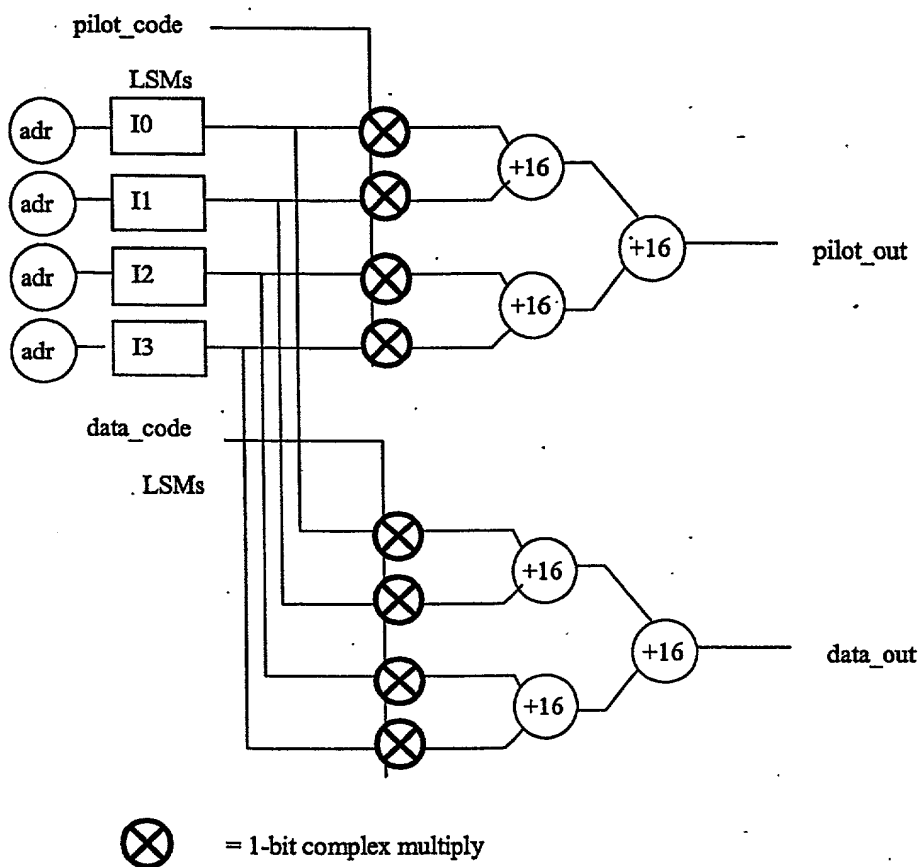 pilot_code
LSMs
adr I0
+16
adr I1
+16 pilot_out
adr I2
+16
adr I3
data_code
LSMs
+16
+16 data_out
+16
= 1-bit complex multiply